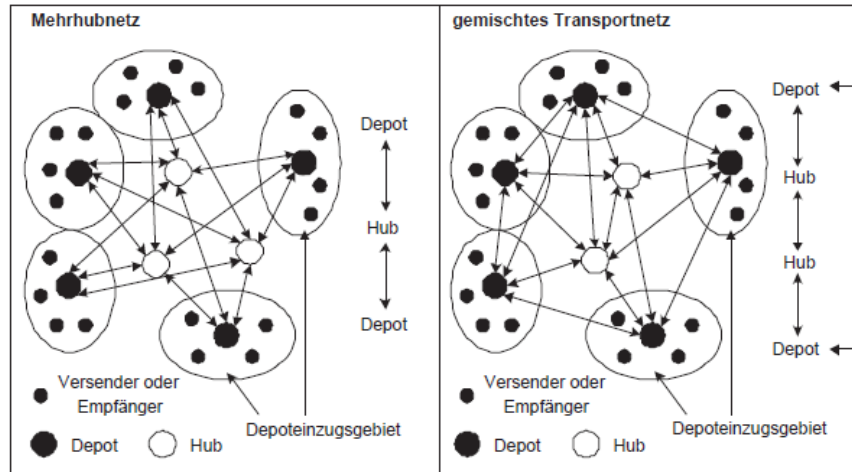 Mehrhubnetz
Depot
Hub
Depot
Versender oder
Empfänger
Depoteinzugsgebiet
Depot
Hub
gemischtes Transportnetz
Depot
Hub
Hub
Depot
Versender oder
Empfänger
Depoteinzugsgebiet
Depot
Hub